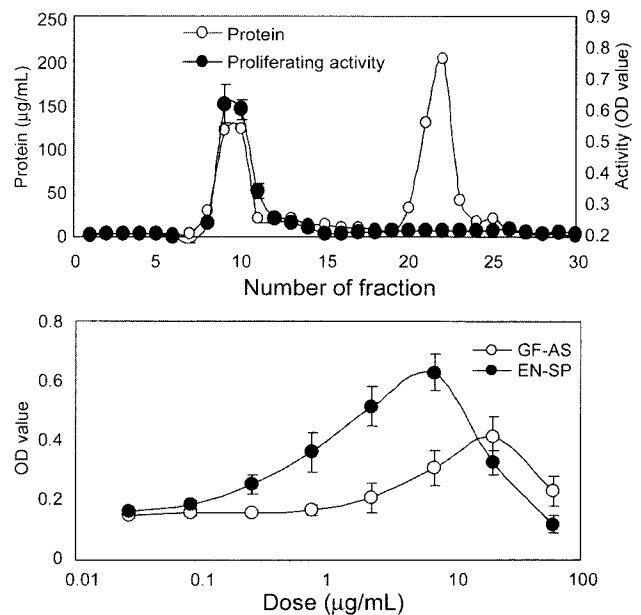 Protein (µg/mL)
250
200
150
100
50
0
Protein
Proliferating activity
0.9
0.8
0.7
0.6
0.5
0.4
0.3
0.2
Activity (OD value)
0 5 10 15 20 25 30
Number of fraction
OD value
0.8
0.6
0.4
0.2
0
GF-AS
EN-SP
0.01 0.1 1 10 100
Dose (µg/mL)